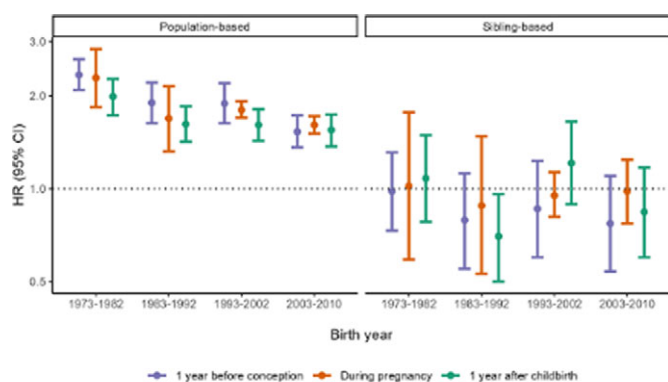 Population-based Sibling-based
3.0
2.0
1.0
0.5
HR (95% CI)
1973-1982 1983-1992 1993-2002 2003-2010 1973-1982 1983-1992 1993-2002 2003-2010
Birth year
1 year before conception During pregnancy 1 year after childbirth